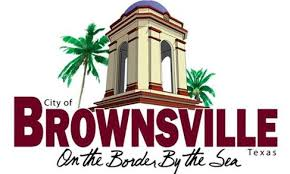 City of
BROWNSVILLE
Texas
On the Border By the Sea